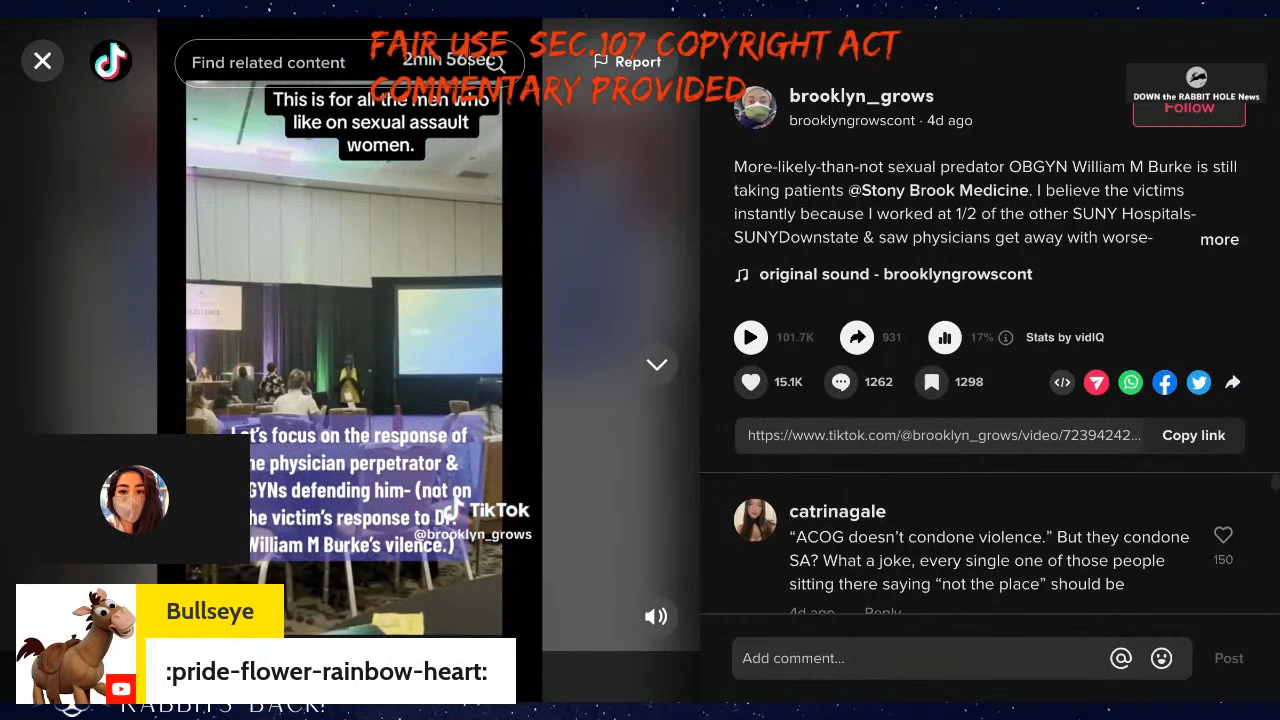 FAIR USE SEC.107 COPYRIGHT ACT
COMMENTARY PROVIDED
Find related content
2min 56sec
Report
This is for all the men who
like on sexual assault
women.
EXCELLENCE
Let's focus on the response of
the physician perpetrator &
GYNs defending him- (not on
the victim's response to Dr.
William M Burke's vilence.)
TikTok
@brooklyn_grows
Bullseye
:pride-flower-rainbow-heart:
RABBITS BACK!
DOWN the RABBIT HOLE News
brooklyn_grows
brooklyngrowscont · 4d ago
Follow
More-likely-than-not sexual predator OBGYN William M Burke is still
taking patients @Stony Brook Medicine. I believe the victims
instantly because I worked at 1/2 of the other SUNY Hospitals-
SUNYDownstate & saw physicians get away with worse-
more
original sound - brooklyngrowscont
101.7K
931
17%
Stats by vidIQ
15.1K
1262
1298
https://www.tiktok.com/@brooklyn_grows/video/72394242...
Copy link
catrinagale
“ACOG doesn’t condone violence.” But they condone
SA? What a joke, every single one of those people
sitting there saying “not the place” should be
150
4d ago
Reply
Add comment...
Post